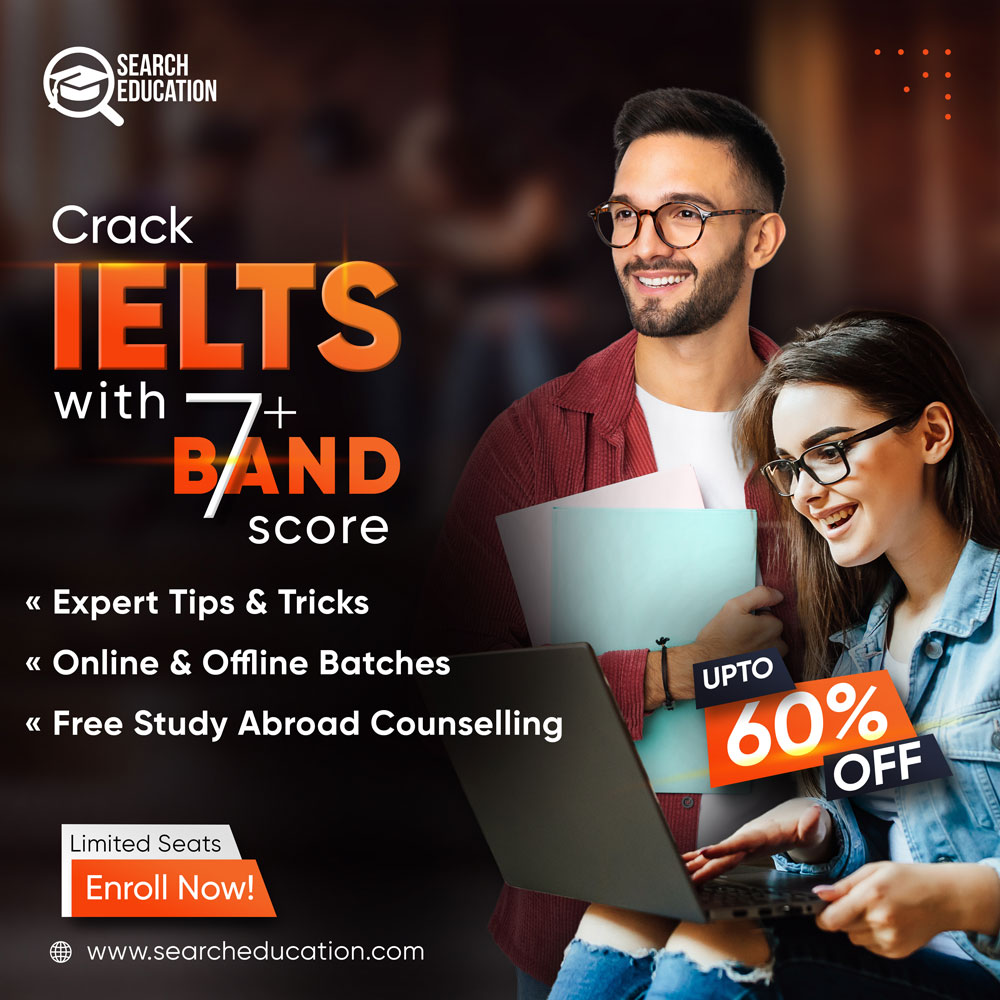 SEARCH
EDUCATION
Crack
IELTS
with 7+
BAND
score
« Expert Tips & Tricks
« Online & Offline Batches
« Free Study Abroad Counselling
UPTO
60%
OFF
Limited Seats
Enroll Now!
www.searcheducation.com